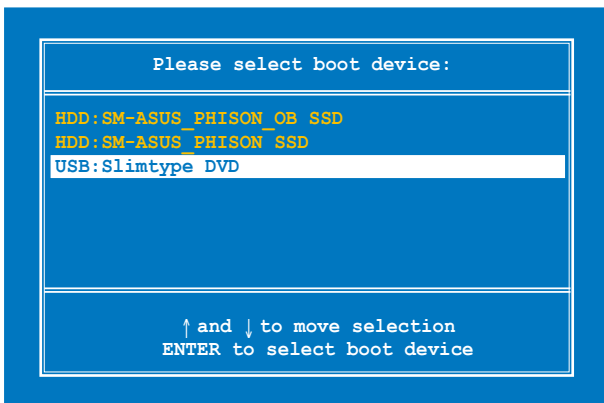 Please select boot device:
HDD:SM-ASUS_PHISON_OB SSD
HDD:SM-ASUS_PHISON SSD
USB:Slimtype DVD
↑ and ↓ to move selection
ENTER to select boot device